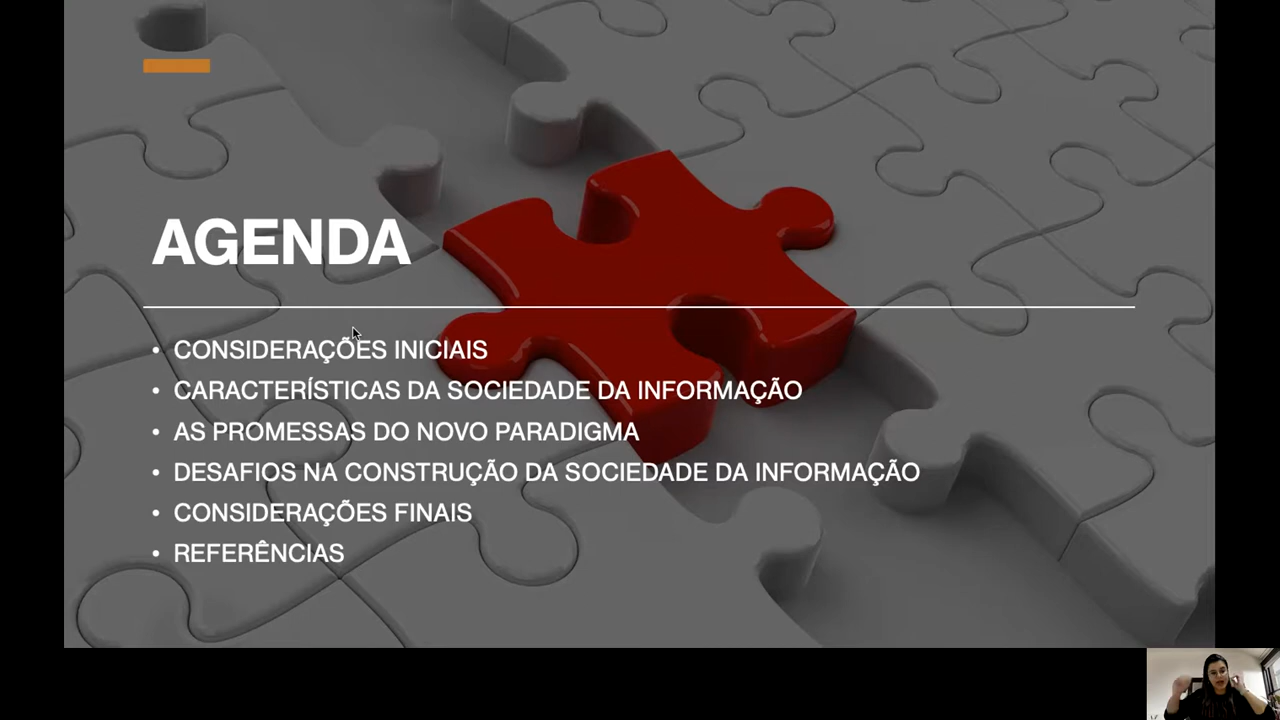 AGENDA
• CONSIDERAÇÕES INICIAIS
• CARACTERÍSTICAS DA SOCIEDADE DA INFORMAÇÃO
• AS PROMESSAS DO NOVO PARADIGMA
• DESAFIOS NA CONSTRUÇÃO DA SOCIEDADE DA INFORMAÇÃO
• CONSIDERAÇÕES FINAIS
• REFERÊNCIAS